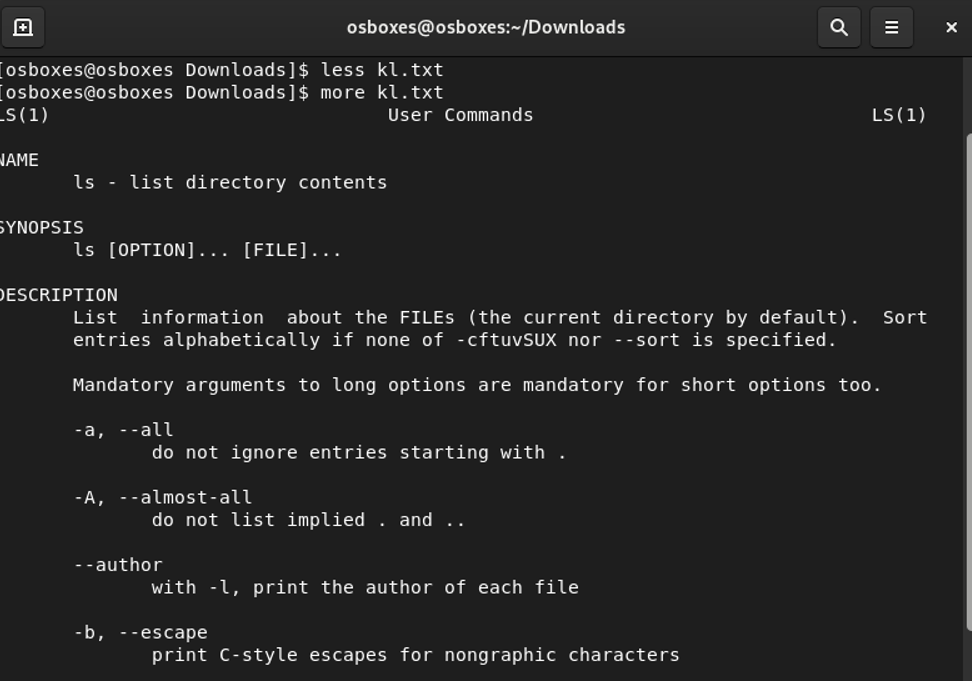 osboxes@osboxes:~/Downloads
[osboxes@osboxes Downloads]$ less kl.txt
[osboxes@osboxes Downloads]$ more kl.txt
LS(1)                              User Commands                              LS(1)
NAME
       ls - list directory contents
SYNOPSIS
       ls [OPTION]... [FILE]...
DESCRIPTION
       List  information  about the FILEs (the current directory by default).  Sort
       entries alphabetically if none of -cftuvSUX nor --sort is specified.
       Mandatory arguments to long options are mandatory for short options too.
       -a, --all
              do not ignore entries starting with .
       -A, --almost-all
              do not list implied . and ..
       --author
              with -l, print the author of each file
       -b, --escape
              print C-style escapes for nongraphic characters